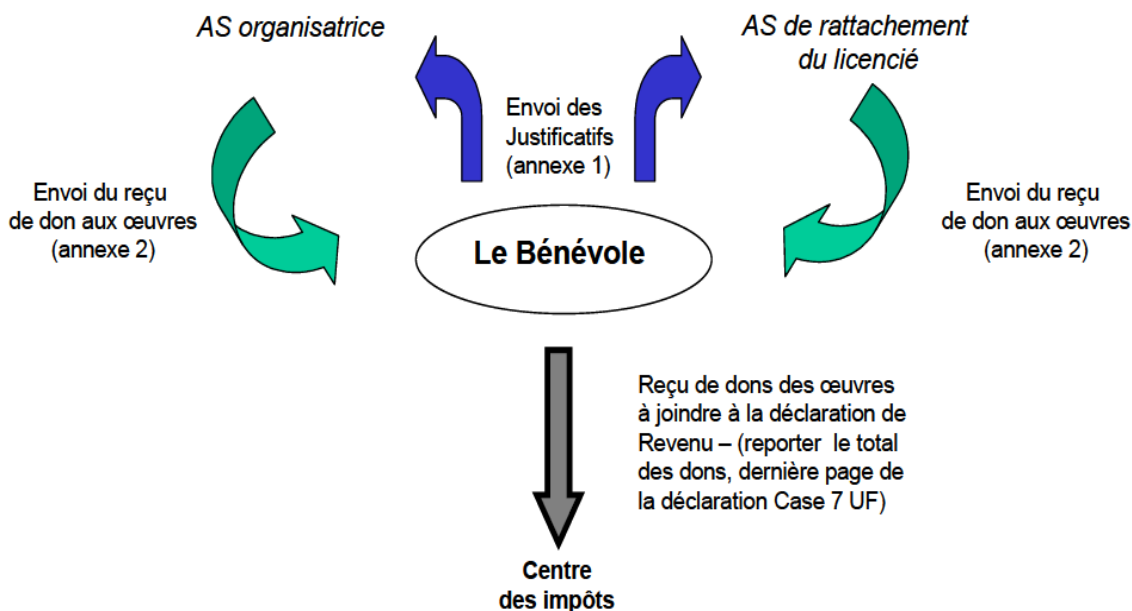 AS organisatrice
AS de rattachement
du licencié
Envoi des
Justificatifs
(annexe 1)
Envoi du reçu
de don aux œuvres
(annexe 2)
Envoi du reçu
de don aux œuvres
(annexe 2)
Le Bénévole
Reçu de dons des œuvres
à joindre à la déclaration de
Revenu – (reporter le total
des dons, dernière page de
la déclaration Case 7 UF)
Centre
des impôts